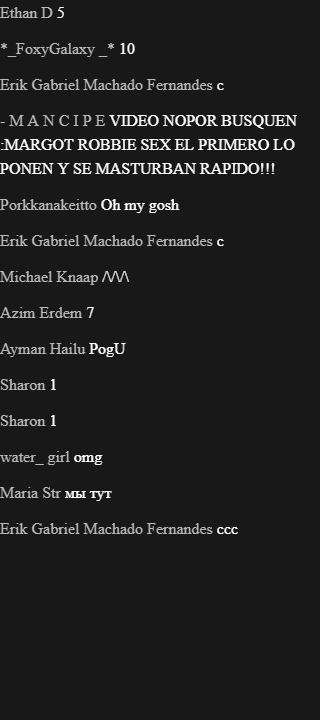 Ethan D 5
*_FoxyGalaxy _* 10
Erik Gabriel Machado Fernandes c
- M A N C I P E VIDEO NOPOR BUSQUEN
:MARGOT ROBBIE SEX EL PRIMERO LO
PONEN Y SE MASTURBAN RAPIDO!!!
Porkkanakeitto Oh my gosh
Erik Gabriel Machado Fernandes c
Michael Knaap /\/\/\
Azim Erdem 7
Ayman Hailu PogU
Sharon 1
Sharon 1
water_ girl omg
Maria Str мы тут
Erik Gabriel Machado Fernandes ccc